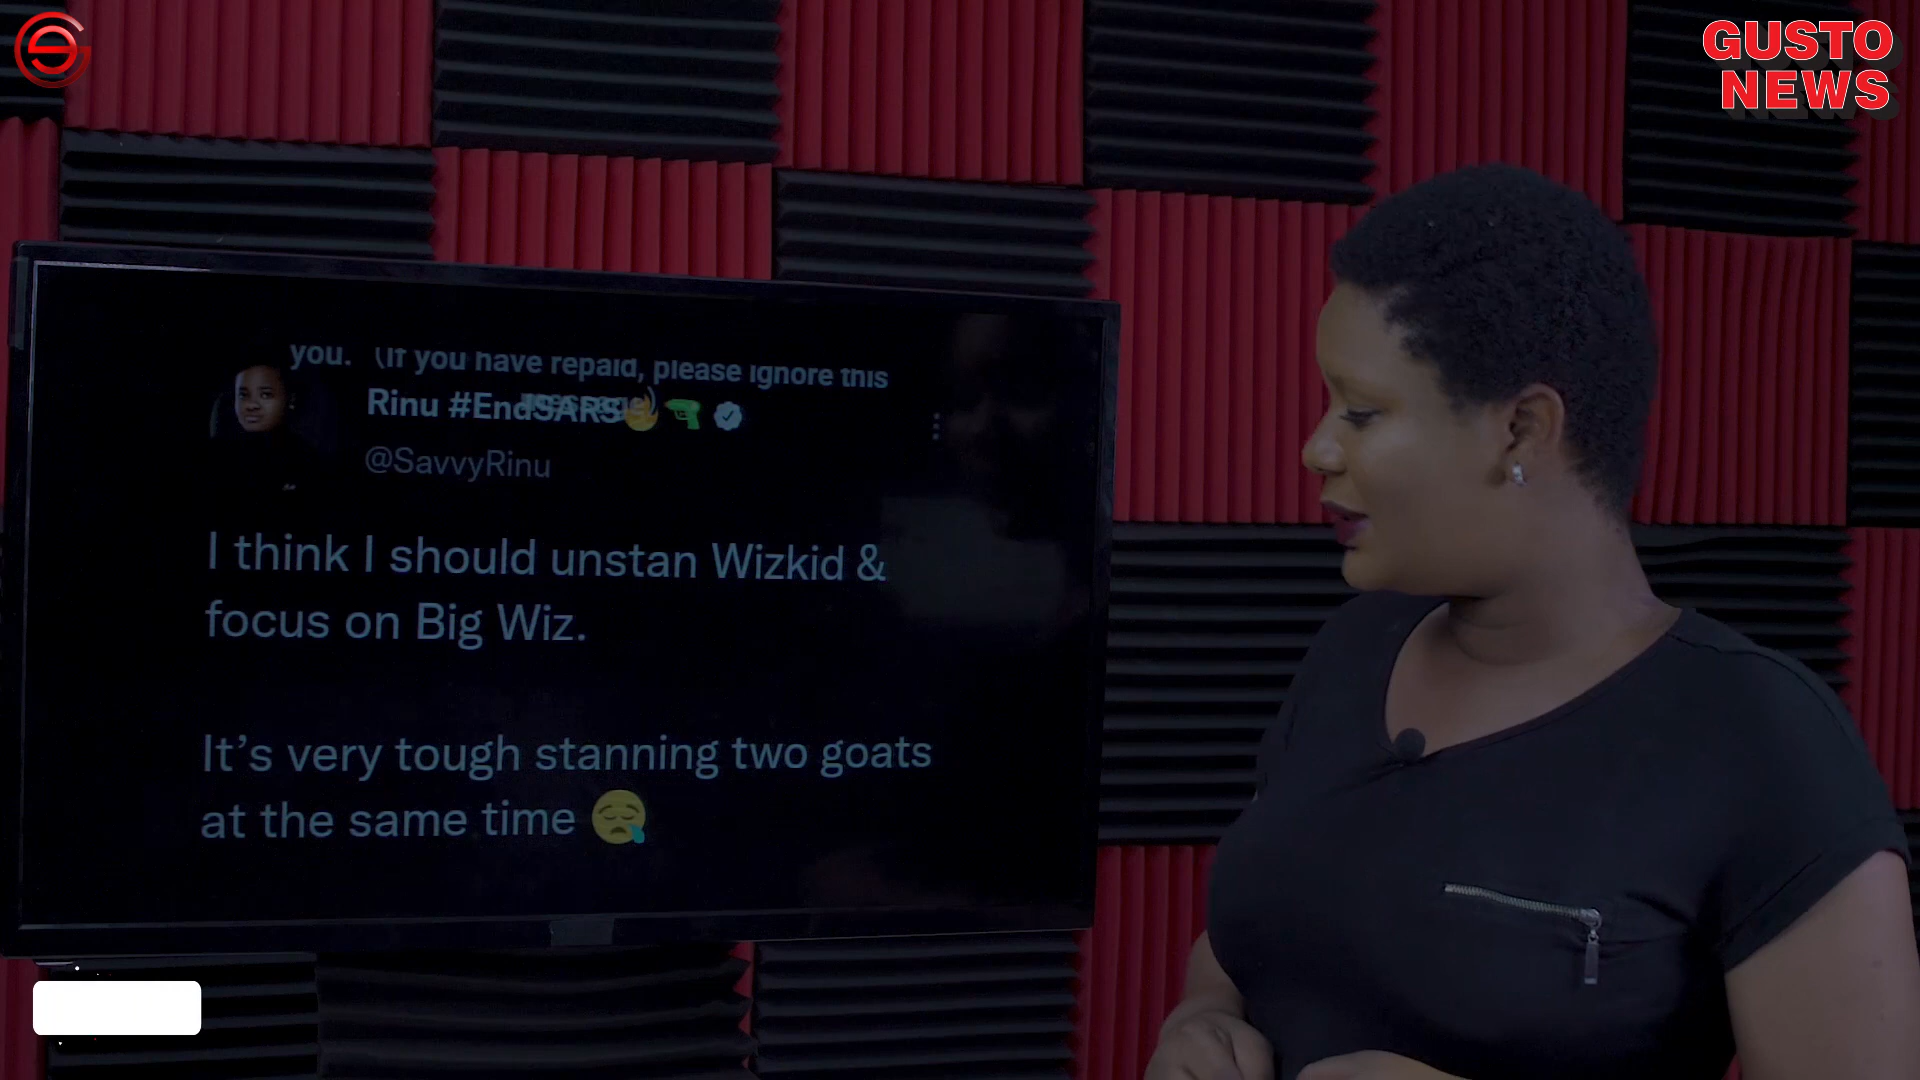 GUSTO
NEWS
you. (If you have repaid, please ignore this
Rinu #EndSARS🔥🔫
@SavvyRinu
I think I should unstan Wizkid &
focus on Big Wiz.
It's very tough stanning two goats
at the same time 😪